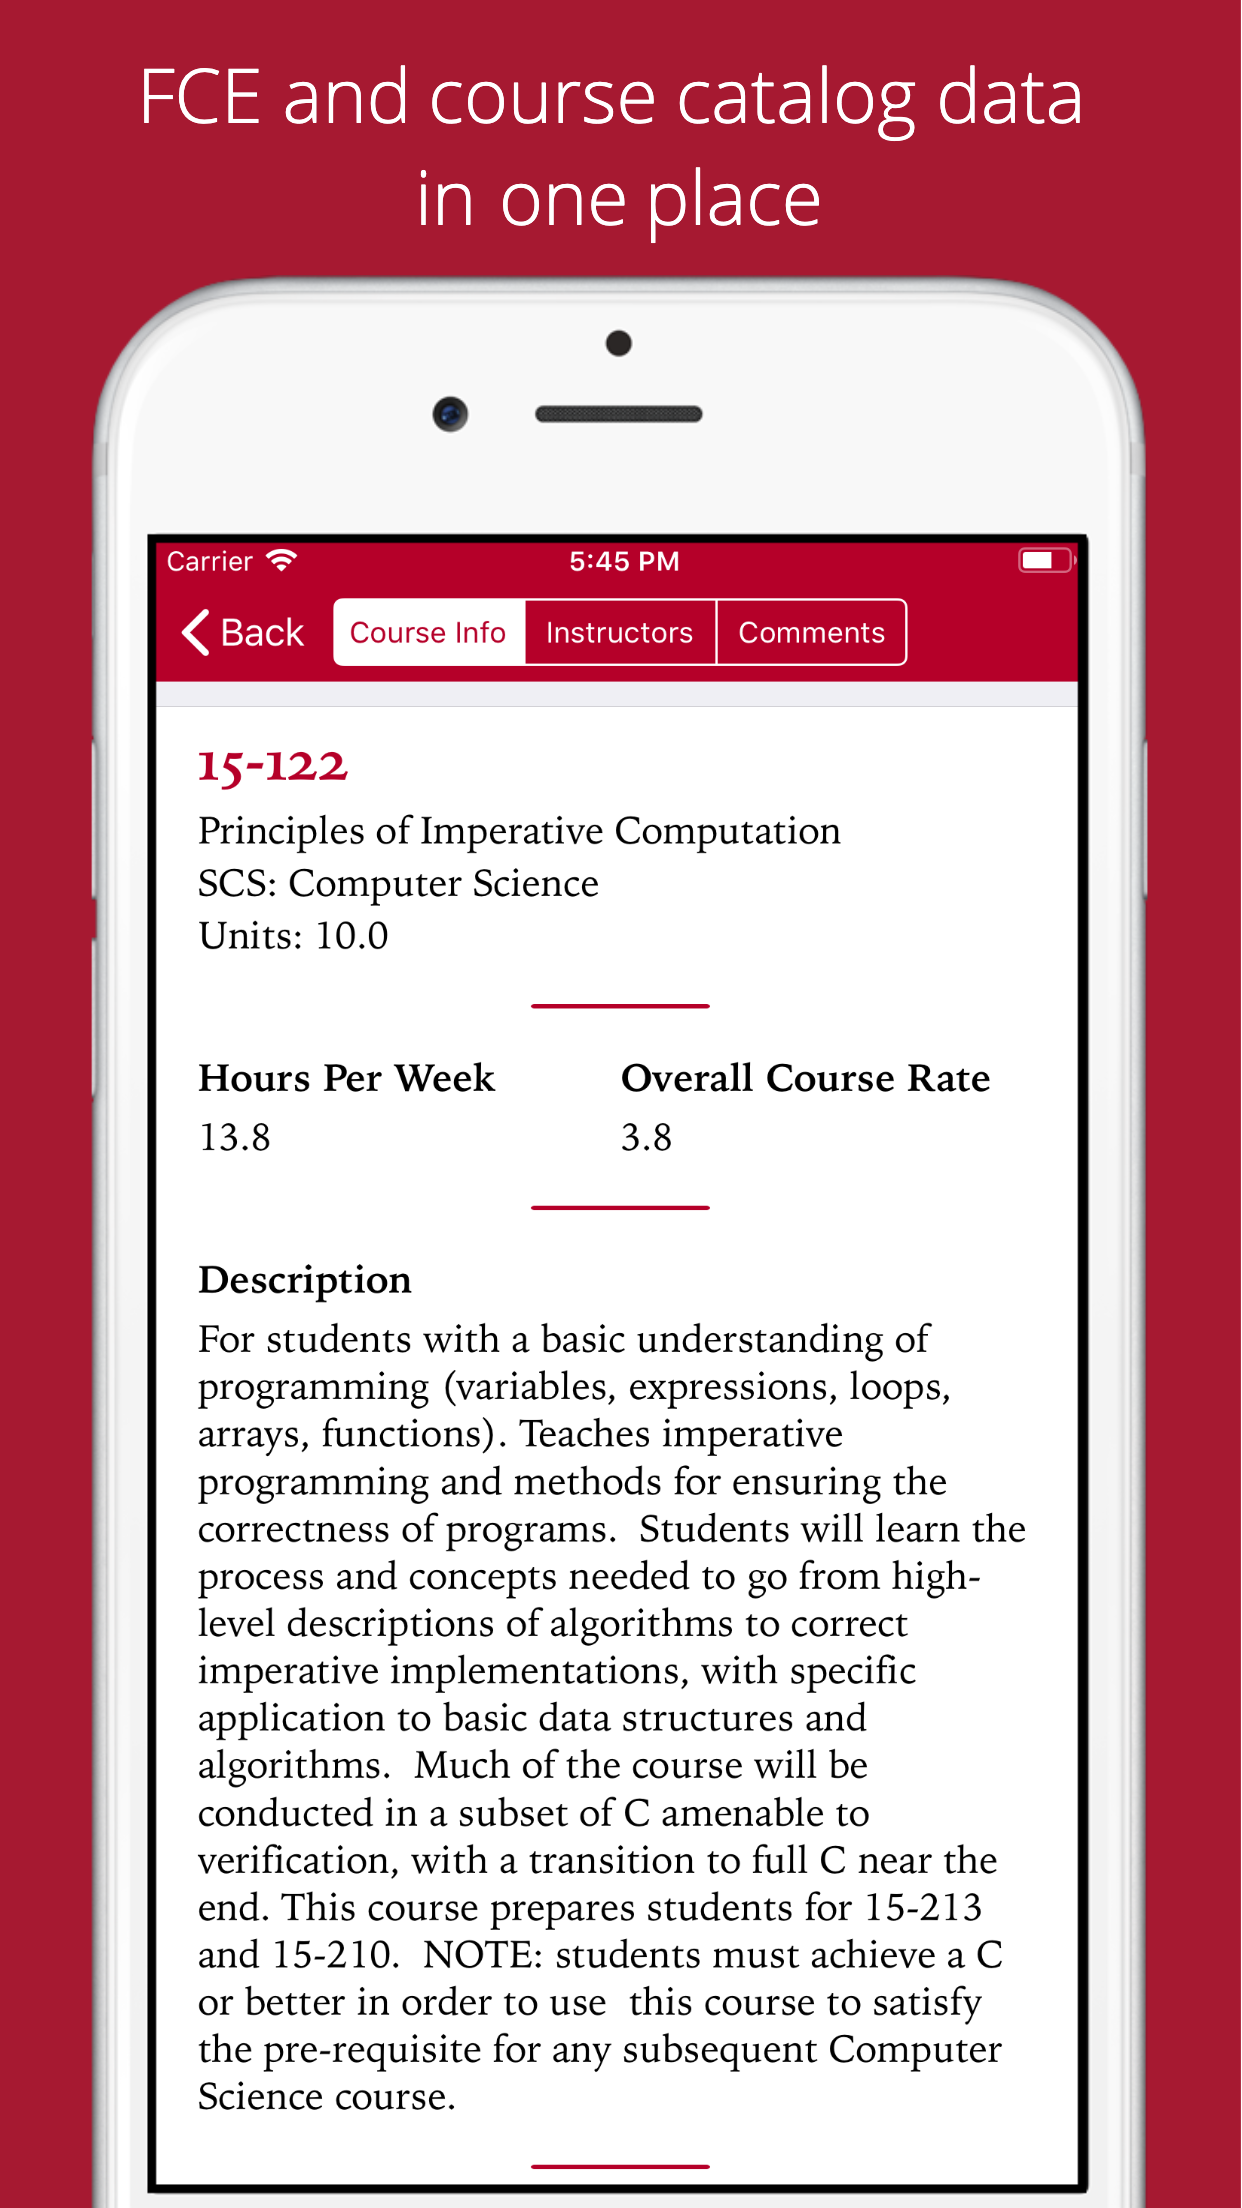 FCE and course catalog data
in one place
Carrier 5:45 PM
Back Course Info Instructors Comments
15-122
Principles of Imperative Computation
SCS: Computer Science
Units: 10.0
Hours Per Week Overall Course Rate
13.8 3.8
Description
For students with a basic understanding of
programming (variables, expressions, loops,
arrays, functions). Teaches imperative
programming and methods for ensuring the
correctness of programs.  Students will learn the
process and concepts needed to go from high-
level descriptions of algorithms to correct
imperative implementations, with specific
application to basic data structures and
algorithms.  Much of the course will be
conducted in a subset of C amenable to
verification, with a transition to full C near the
end. This course prepares students for 15-213
and 15-210.  NOTE: students must achieve a C
or better in order to use  this course to satisfy
the pre-requisite for any subsequent Computer
Science course.